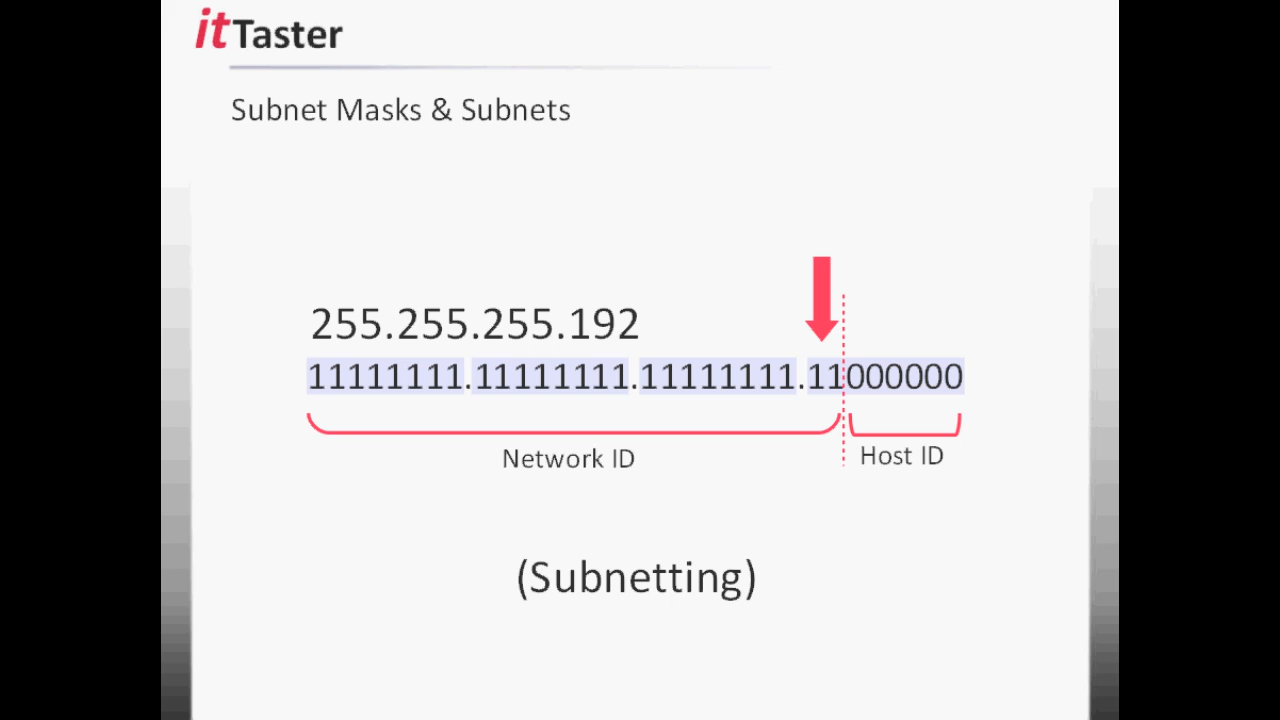 itTaster
Subnet Masks & Subnets
255.255.255.192
11111111.11111111.11111111.11000000
Network ID
Host ID
(Subnetting)